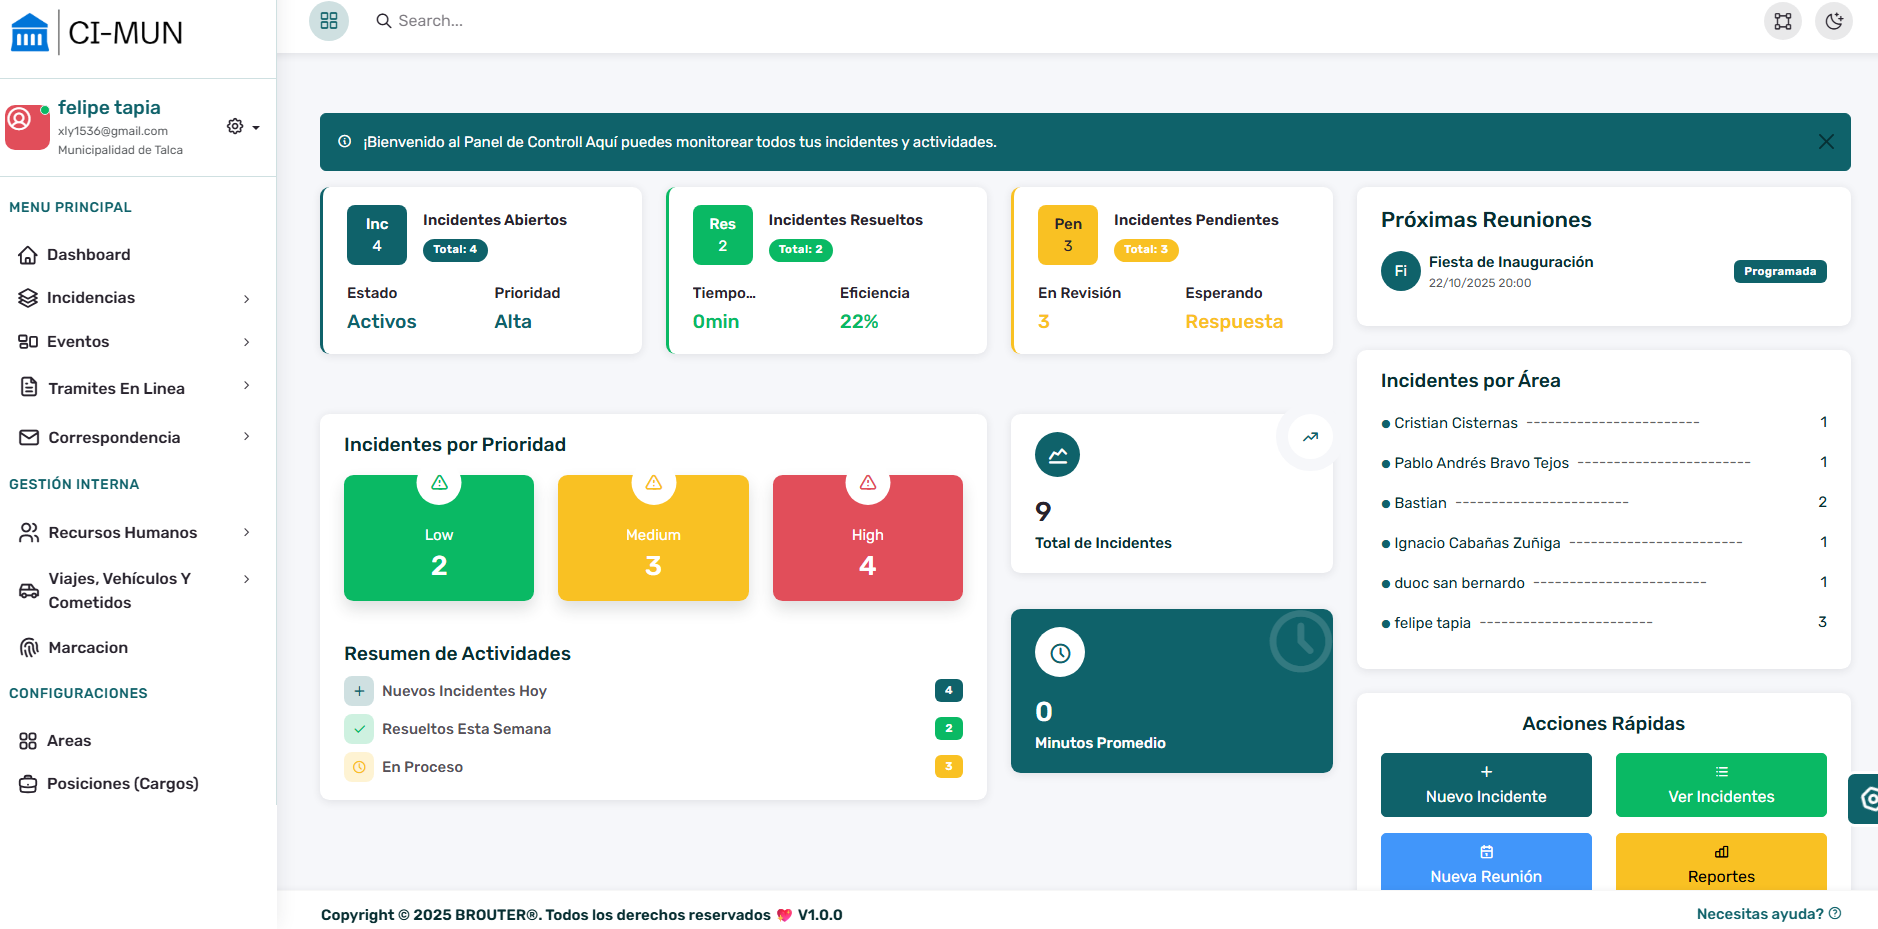 CI-MUN
Search...
felipe tapia
xly1536@gmail.com
Municipalidad de Talca
MENU PRINCIPAL
Dashboard
Incidencias
Eventos
Tramites En Linea
Correspondencia
GESTIÓN INTERNA
Recursos Humanos
Viajes, Vehículos Y
Cometidos
Marcacion
CONFIGURACIONES
Areas
Posiciones (Cargos)
¡Bienvenido al Panel de Control! Aquí puedes monitorear todos tus incidentes y actividades.
Inc
4
Incidentes Abiertos
Total: 4
Estado
Prioridad
Activos
Alta
Res
2
Incidentes Resueltos
Total: 2
Tiempo...
Eficiencia
0min
22%
Pen
3
Incidentes Pendientes
Total: 3
En Revisión
Esperando
3
Respuesta
Próximas Reuniones
Fi
Fiesta de Inauguración
22/10/2025 20:00
Programada
Incidentes por Prioridad
Low
2
Medium
3
High
4
Resumen de Actividades
Nuevos Incidentes Hoy 4
Resueltos Esta Semana 2
En Proceso 3
9
Total de Incidentes
0
Minutos Promedio
Incidentes por Área
Cristian Cisternas ------------------------ 1
Pablo Andrés Bravo Tejos ------------------------ 1
Bastian ------------------------ 2
Ignacio Cabañas Zuñiga ------------------------ 1
duoc san bernardo ------------------------ 1
felipe tapia ------------------------ 3
Acciones Rápidas
Nuevo Incidente
Ver Incidentes
Nueva Reunión
Reportes
Copyright © 2025 BROUTER®. Todos los derechos reservados 💖 V1.0.0
Necesitas ayuda?